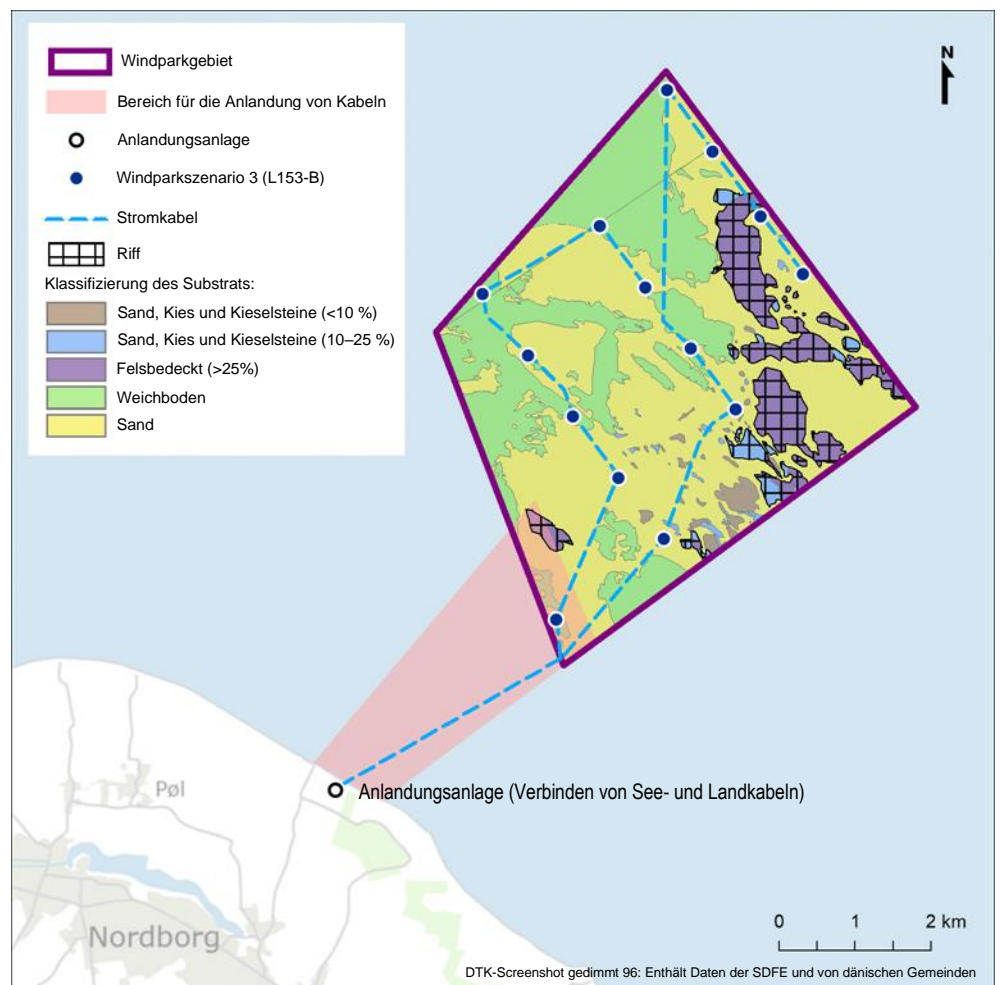 Windparkgebiet
Bereich für die Anlandung von Kabeln
Anlandungsanlage
Windparkszenario 3 (L153-B)
Stromkabel
Riff
Klassifizierung des Substrats:
Sand, Kies und Kieselsteine (<10 %)
Sand, Kies und Kieselsteine (10–25 %)
Felsbedeckt (>25%)
Weichboden
Sand
N
Anlandungsanlage (Verbinden von See- und Landkabeln)
Pøl
Nordborg
0 1 2 km
DTK-Screenshot gedimmt 96: Enthält Daten der SDFE und von dänischen Gemeinden